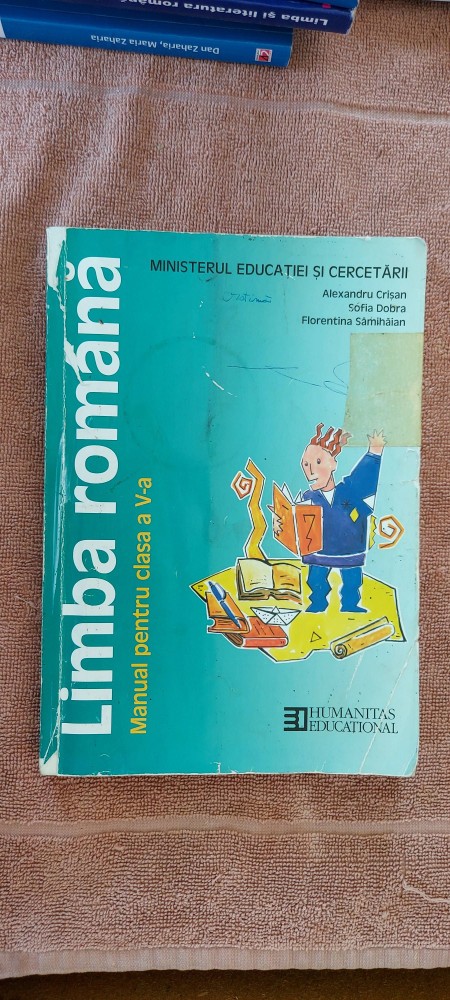 Limba și literatura română
Dan Zaharia, Maria Zaharia
MINISTERUL EDUCAȚIEI ȘI CERCETĂRII
Alexandru Crișan
Sofia Dobra
Florentina Sâmihăian
Limba română
Manual pentru clasa a V-a
HUMANITAS
EDUCATIONAL